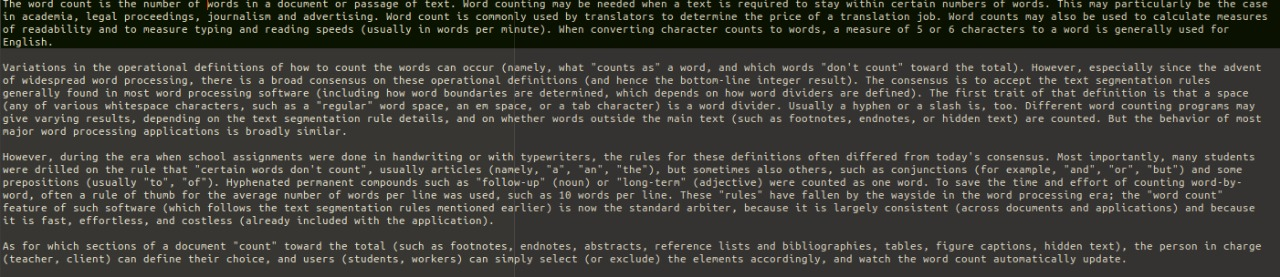 The word count is the number of words in a document or passage of text. Word counting may be needed when a text is required to stay within certain numbers of words. This may particularly be the case
in academia, legal proceedings, journalism and advertising. Word count is commonly used by translators to determine the price of a translation job. Word counts may also be used to calculate measures
of readability and to measure typing and reading speeds (usually in words per minute). When converting character counts to words, a measure of 5 or 6 characters to a word is generally used for
English.
Variations in the operational definitions of how to count the words can occur (namely, what "counts as" a word, and which words "don't count" toward the total). However, especially since the advent
of widespread word processing, there is a broad consensus on these operational definitions (and hence the bottom-line integer result). The consensus is to accept the text segmentation rules
generally found in most word processing software (including how word boundaries are determined, which depends on how word dividers are defined). The first trait of that definition is that a space
(any of various whitespace characters, such as a "regular" word space, an em space, or a tab character) is a word divider. Usually a hyphen or a slash is, too. Different word counting programs may
give varying results, depending on the text segmentation rule details, and on whether words outside the main text (such as footnotes, endnotes, or hidden text) are counted. But the behavior of most
major word processing applications is broadly similar.
However, during the era when school assignments were done in handwriting or with typewriters, the rules for these definitions often differed from today's consensus. Most importantly, many students
were drilled on the rule that "certain words don't count", usually articles (namely, "a", "an", "the"), but sometimes also others, such as conjunctions (for example, "and", "or", "but") and some
prepositions (usually "to", "of"). Hyphenated permanent compounds such as "follow-up" (noun) or "long-term" (adjective) were counted as one word. To save the time and effort of counting word-by-
word, often a rule of thumb for the average number of words per line was used, such as 10 words per line. These "rules" have fallen by the wayside in the word processing era; the "word count"
feature of such software (which follows the text segmentation rules mentioned earlier) is now the standard arbiter, because it is largely consistent (across documents and applications) and because
it is fast, effortless, and costless (already included with the application).
As for which sections of a document "count" toward the total (such as footnotes, endnotes, abstracts, reference lists and bibliographies, tables, figure captions, hidden text), the person in charge
(teacher, client) can define their choice, and users (students, workers) can simply select (or exclude) the elements accordingly, and watch the word count automatically update.